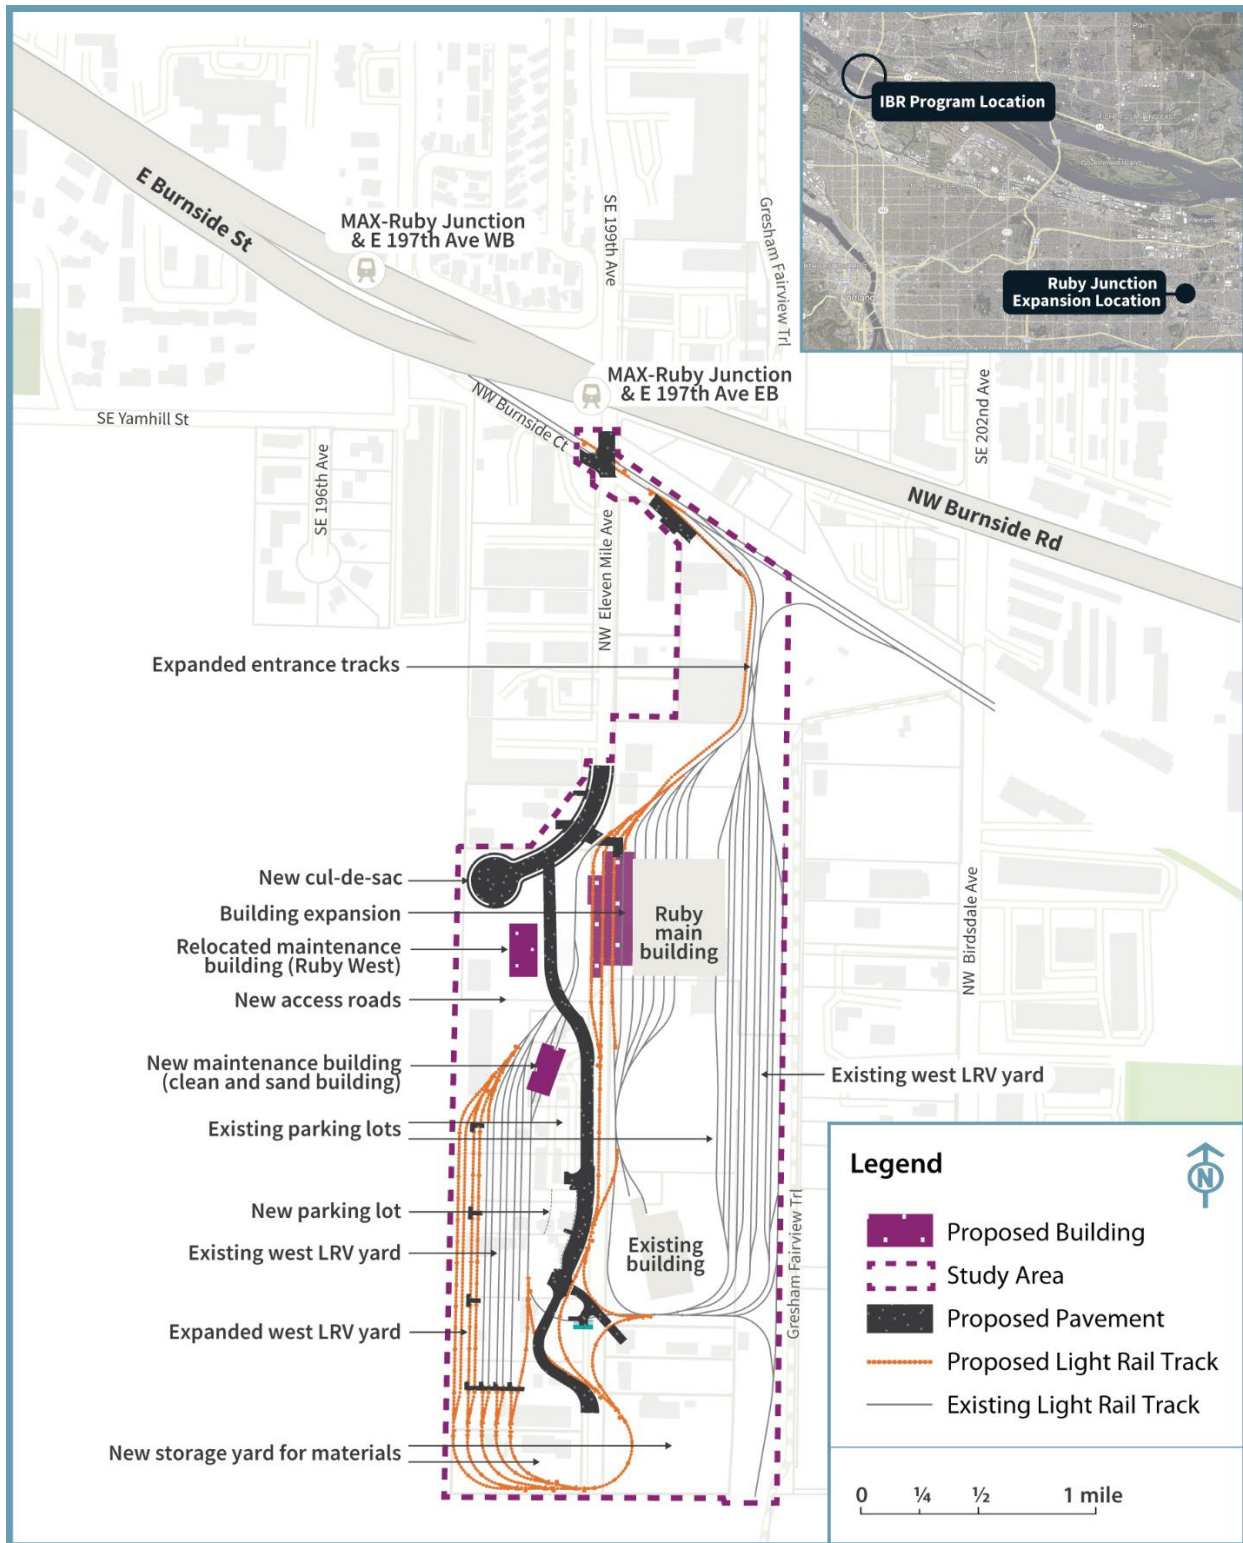 IBR Program Location
Ruby Junction
Expansion Location
E Burnside St
MAX-Ruby Junction
& E 197th Ave WB
SE 199th Ave
Gresham Fairview Trl
MAX-Ruby Junction
& E 197th Ave EB
NW Burnside Ct
SE Yamhill St
SE 196th Ave
SE 202nd Ave
NW Burnside Rd
NW Eleven Mile Ave
Expanded entrance tracks
New cul-de-sac
Building expansion
Ruby
main
building
Relocated maintenance
building (Ruby West)
New access roads
NW Birdsdale Ave
New maintenance building
(clean and sand building)
Existing west LRV yard
Existing parking lots
New parking lot
Existing west LRV yard
Existing
building
Gresham Fairview Trl
Expanded west LRV yard
New storage yard for materials
Legend
N
Proposed Building
Study Area
Proposed Pavement
Proposed Light Rail Track
Existing Light Rail Track
0 ¼ ½ 1 mile